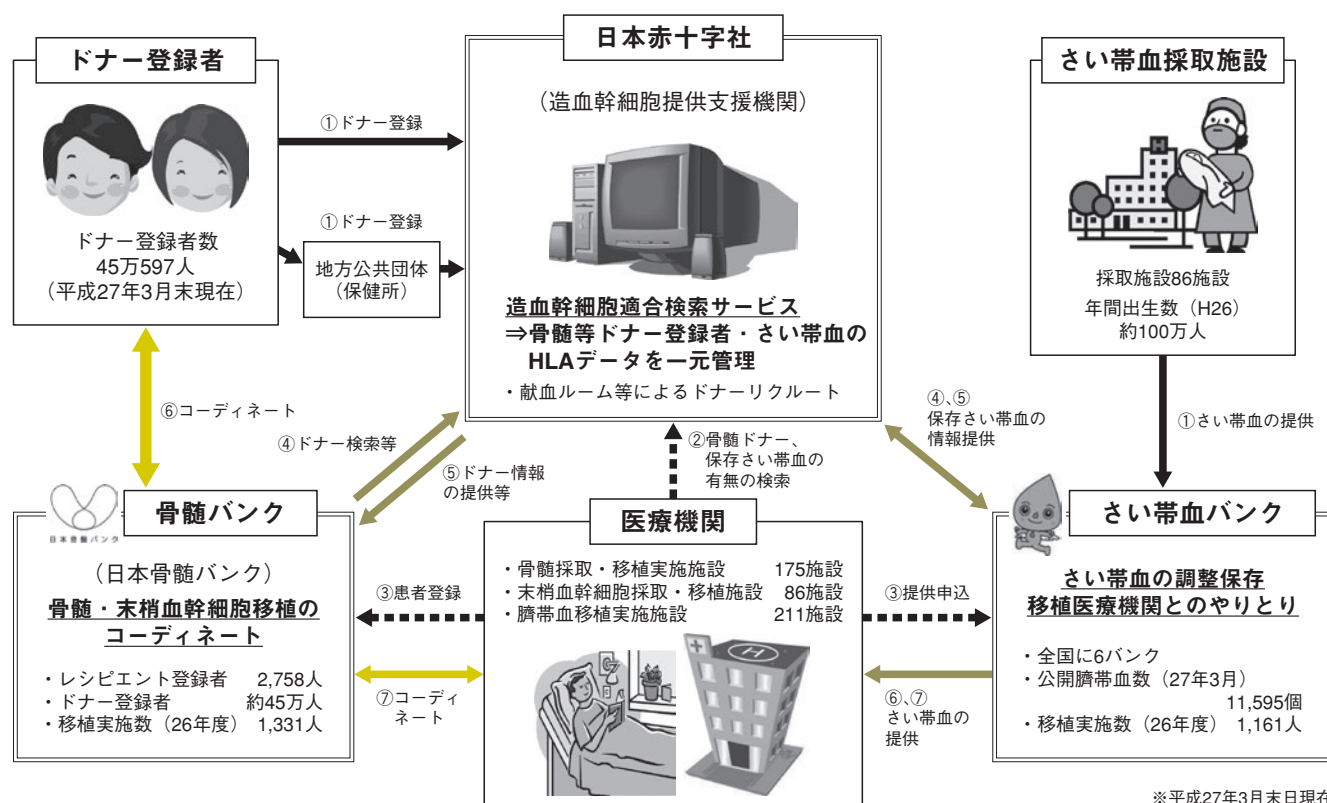 ドナー登録者
ドナー登録者数
45万597人
（平成27年3月末現在）
①ドナー登録
①ドナー登録
地方公共団体
（保健所）
日本赤十字社
（造血幹細胞提供支援機関）
造血幹細胞適合検索サービス
⇒骨髄等ドナー登録者・さい帯血の
HLAデータを一元管理
・献血ルーム等によるドナーリクルート
さい帯血採取施設
H
採取施設86施設
年間出生数（H26）
約100万人
⑥コーディネート
④ドナー検索等
⑤ドナー情報
の提供等
②骨髄ドナー、
保存さい帯血の
有無の検索
④、⑤
保存さい帯血の
情報提供
①さい帯血の提供
日本骨髄バンク
骨髄バンク
（日本骨髄バンク）
骨髄・末梢血幹細胞移植の
コーディネート
・レシピエント登録者 2,758人
・ドナー登録者 約45万人
・移植実施数（26年度） 1,331人
③患者登録
⑦コーディ
ネート
医療機関
・骨髄採取・移植実施施設 175施設
・末梢血幹細胞採取・移植施設 86施設
・臍帯血移植実施施設 211施設
H
③提供申込
⑥、⑦
さい帯血の
提供
さい帯血バンク
さい帯血の調整保存
移植医療機関とのやりとり
・全国に6バンク
・公開臍帯血数（27年3月）
11,595個
・移植実施数（26年度） 1,161人
※平成27年3月末日現在